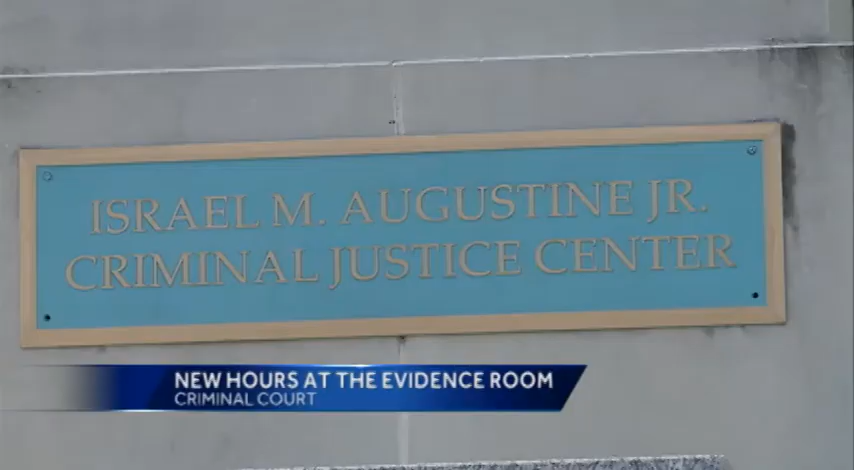 ISRAEL M. AUGUSTINE JR.
CRIMINAL JUSTICE CENTER
NEW HOURS AT THE EVIDENCE ROOM
CRIMINAL COURT